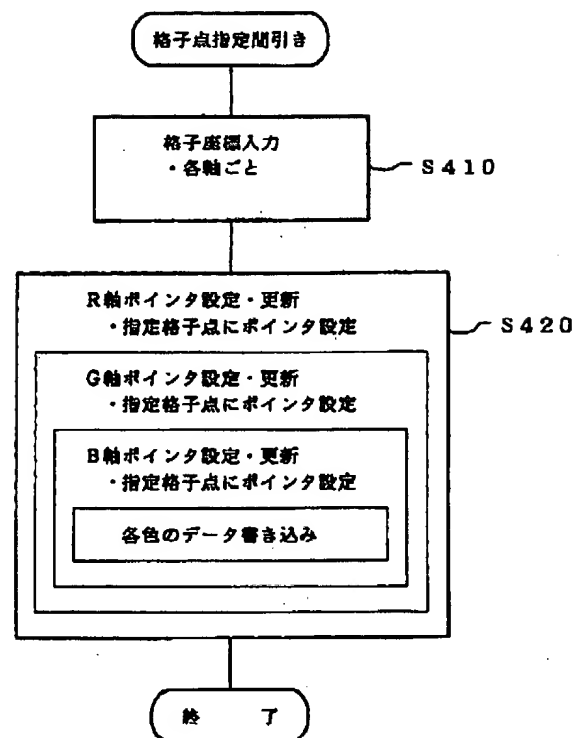 格子点指定間引き
格子座標入力
・各軸ごと
S410
R軸ポインタ設定・更新
・指定格子点にポインタ設定
S420
G軸ポインタ設定・更新
・指定格子点にポインタ設定
B軸ポインタ設定・更新
・指定格子点にポインタ設定
各色のデータ書き込み
終 了